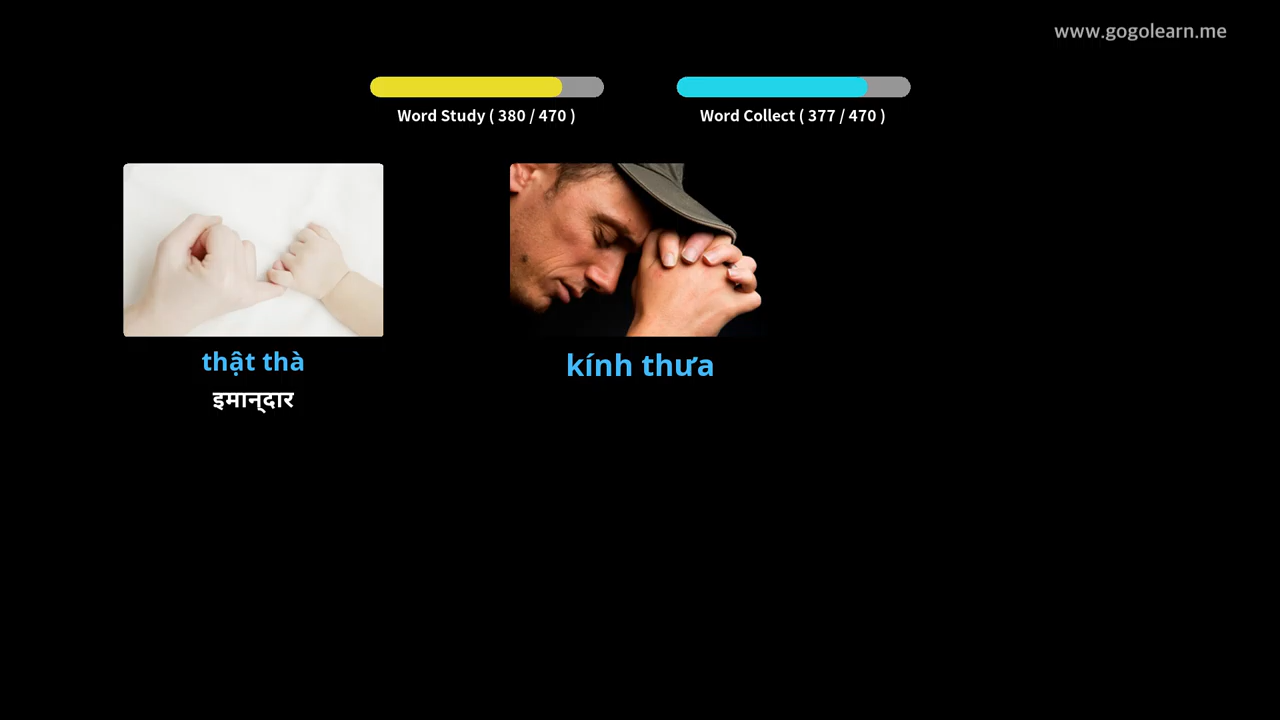 www.gogolearn.me
Word Study ( 380 / 470 )
Word Collect ( 377 / 470 )
thật thà
इमान्‌दार
kính thưa